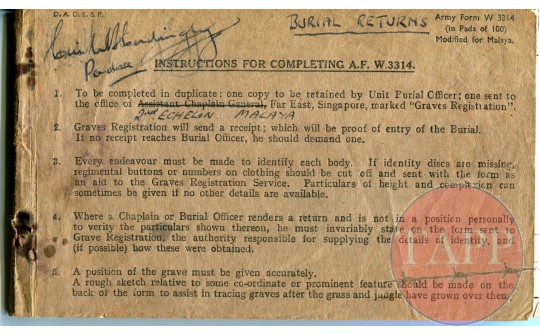 BURIAL RETURNS
Army Form W 3314
(in Pads of 100)
Modified for Malaya.
Cordingly
Padre
INSTRUCTIONS FOR COMPLETING A.F. W.3314.
1. To be completed in duplicate: one copy to be retained by Unit Burial Officer; one sent to
the office of Assistant Chaplain General, Far East, Singapore, marked "Graves Registration".
2nd ECHELON MALAYA
2. Graves Registration will send a receipt; which will be proof of entry of the Burial.
If no receipt reaches Burial Officer, he should demand one.
3. Every endeavour must be made to identify each body. If identity discs are missing,
regimental buttons or numbers on clothing should be cut off and sent with the form as
an aid to the Graves Registration Service. Particulars of height and complexion can
sometimes be given if no other details are available.
4. Where a Chaplain or Burial Officer renders a return and is not in a position personally
to verity the particulars shown thereon, he must invariably state on the form sent to
Grave Registration, the authority responsible for supplying the details of identity, and
(if possible) how these were obtained.
5. A position of the grave must be given accurately.
A rough sketch relative to some co-ordinate or prominent feature should be made on the
back of the form to assist in tracing graves after the grass and jungle have grown over them.